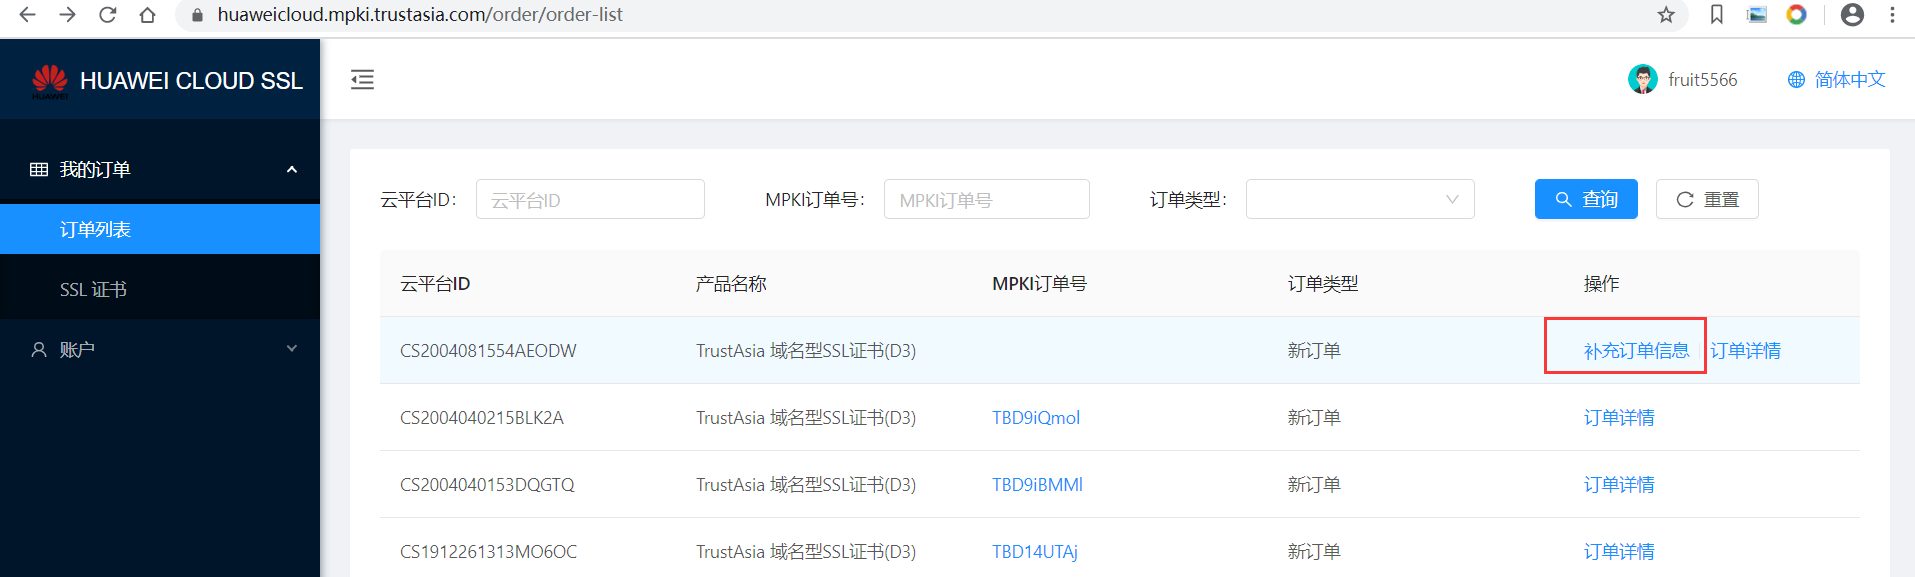 huaweicloud.mpki.trustasia.com/order/order-list
HUAWEI
HUAWEI CLOUD SSL
fruit5566
简体中文
我的订单
订单列表
SSL 证书
账户
云平台ID: 云平台ID MPKI订单号: MPKI订单号 订单类型: 查询 重置
云平台ID 产品名称 MPKI订单号 订单类型 操作
CS2004081554AEODW TrustAsia 域名型SSL证书(D3) 新订单 补充订单信息 订单详情
CS2004040215BLK2A TrustAsia 域名型SSL证书(D3) TBD9iQmol 新订单 订单详情
CS2004040153DQGTQ TrustAsia 域名型SSL证书(D3) TBD9iBMMl 新订单 订单详情
CS1912261313MO6OC TrustAsia 域名型SSL证书(D3) TBD14UTAj 新订单 订单详情